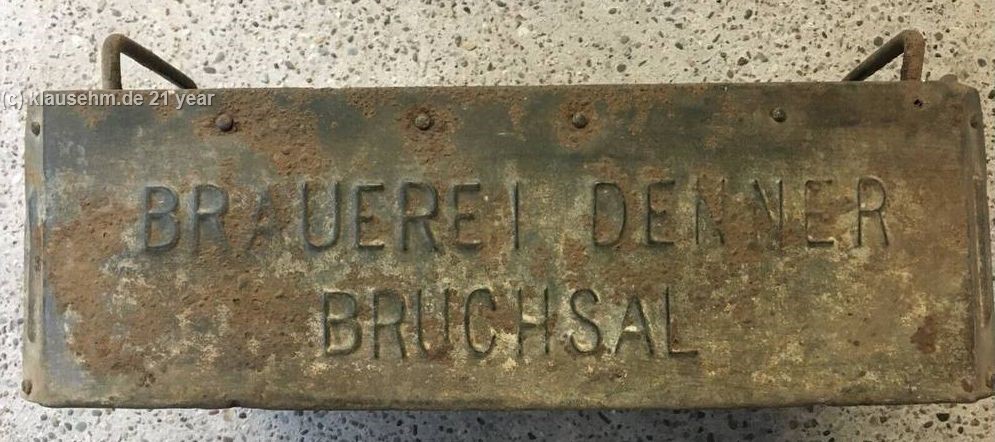 (c) klausehm.de 21 year
BRAUEREI DENNER
BRUCHSAL